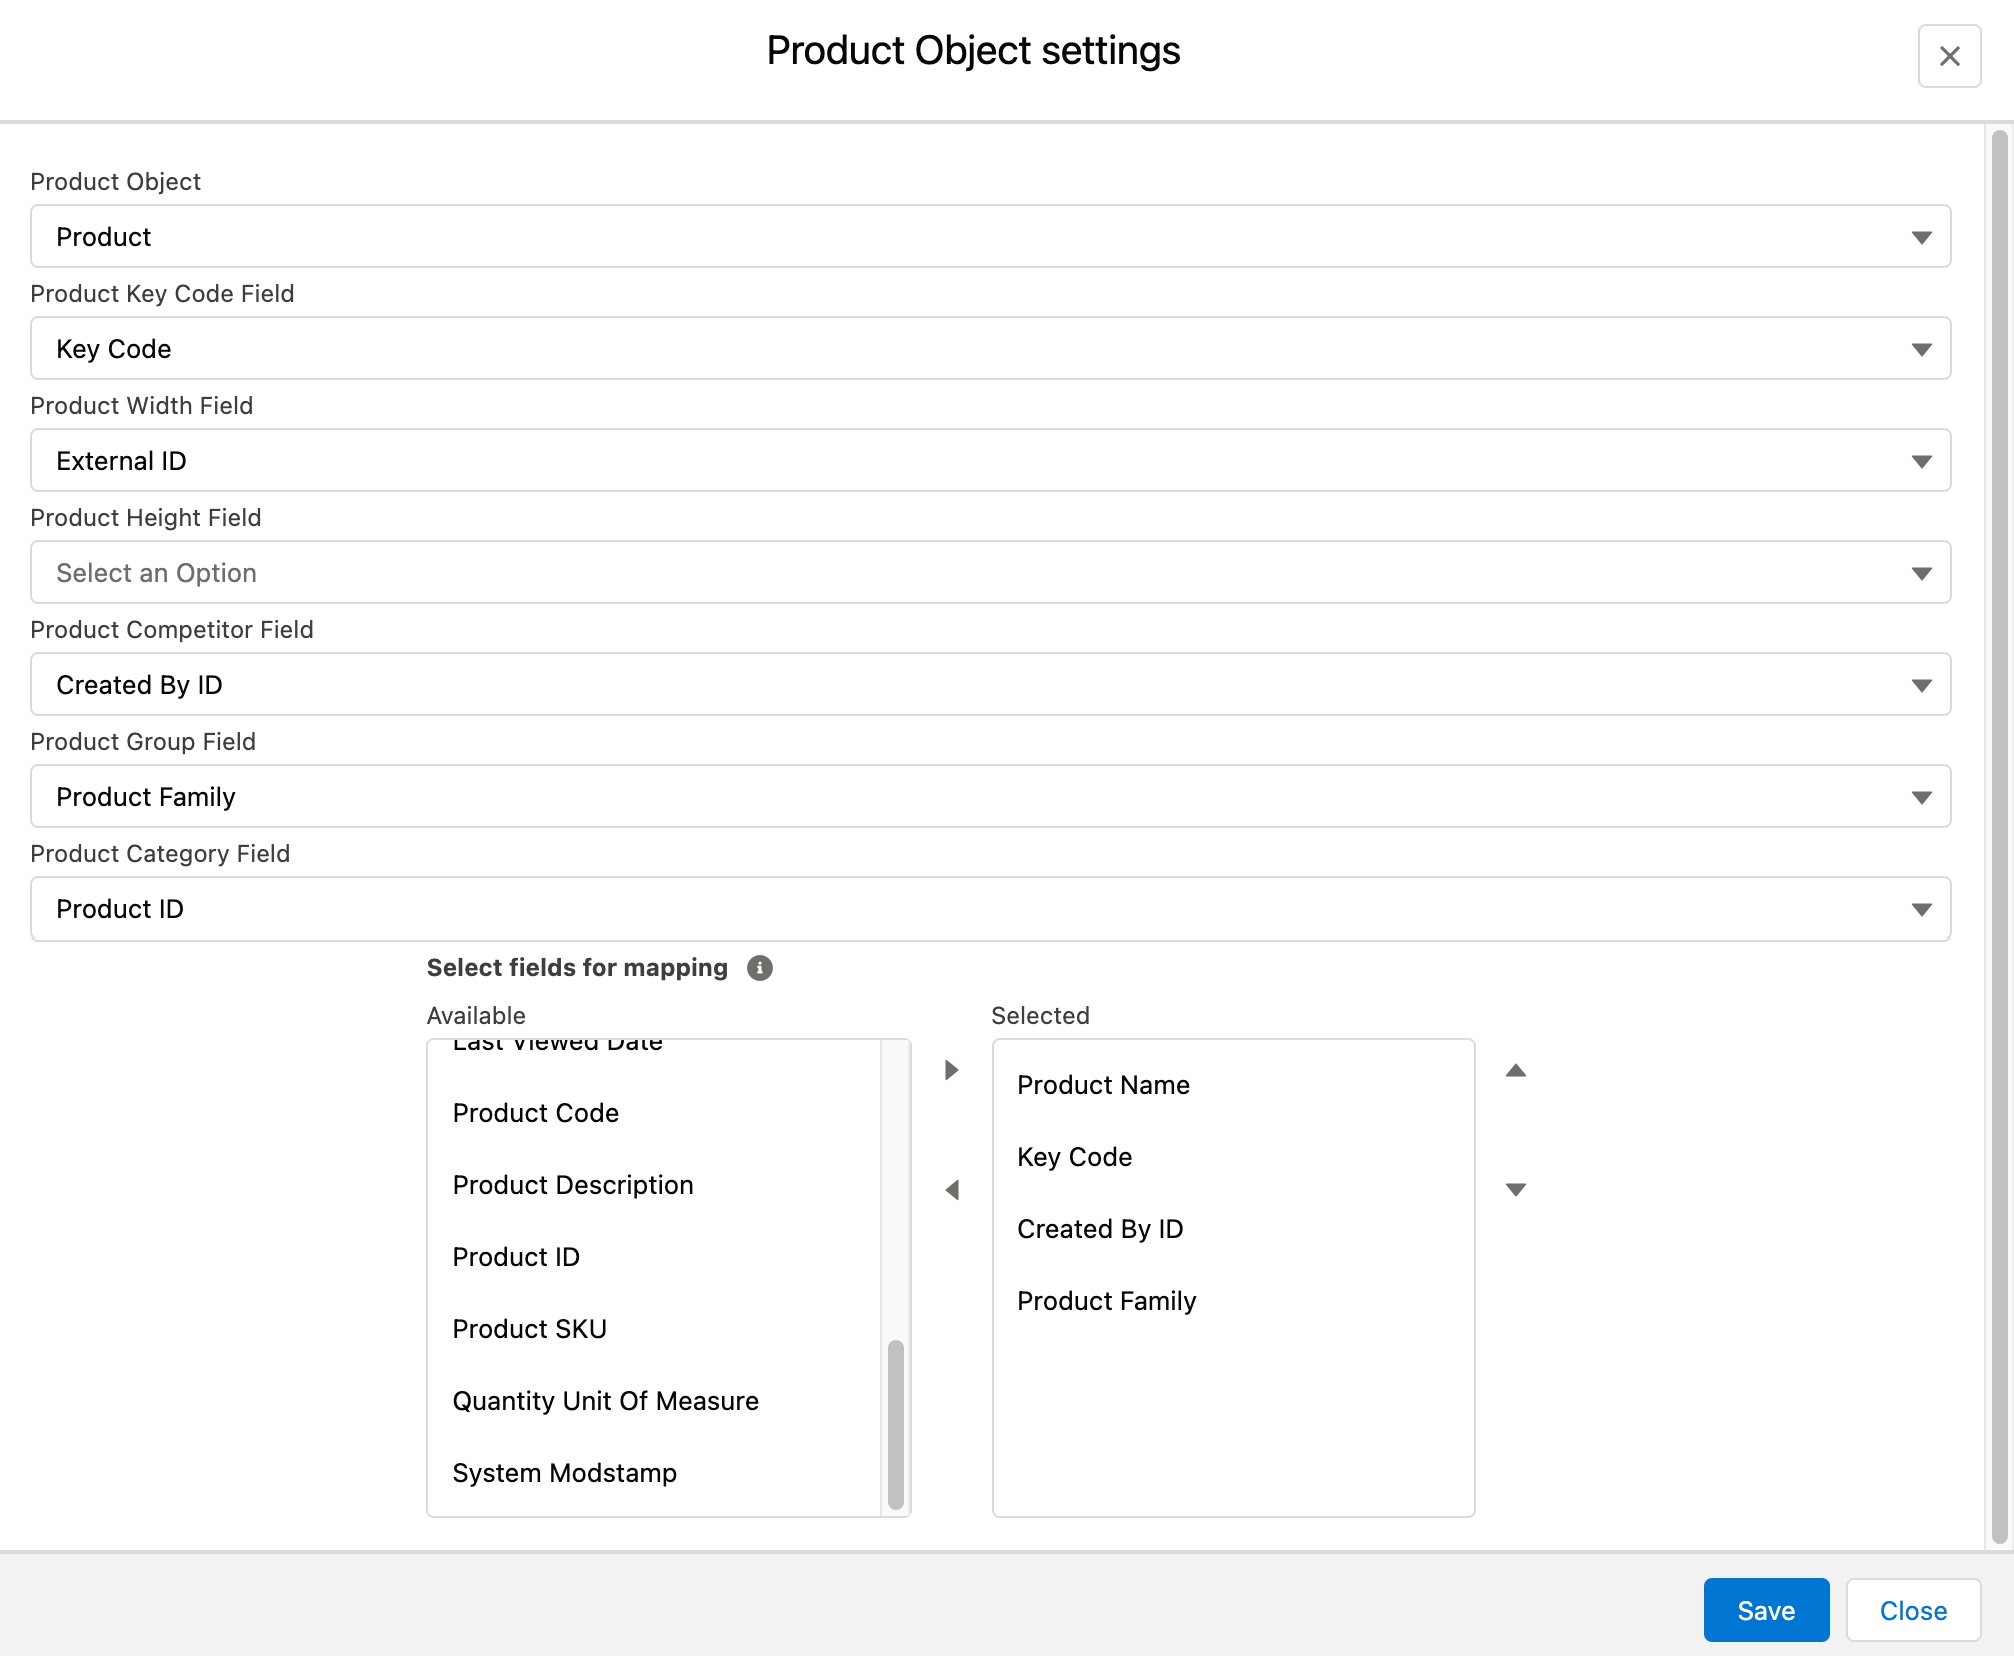 Product Object settings
Product Object
Product
Product Key Code Field
Key Code
Product Width Field
External ID
Product Height Field
Select an Option
Product Competitor Field
Created By ID
Product Group Field
Product Family
Product Category Field
Product ID
Select fields for mapping
Available
Last Viewed Date
Product Code
Product Description
Product ID
Product SKU
Quantity Unit Of Measure
System Modstamp
Selected
Product Name
Key Code
Created By ID
Product Family
Save
Close